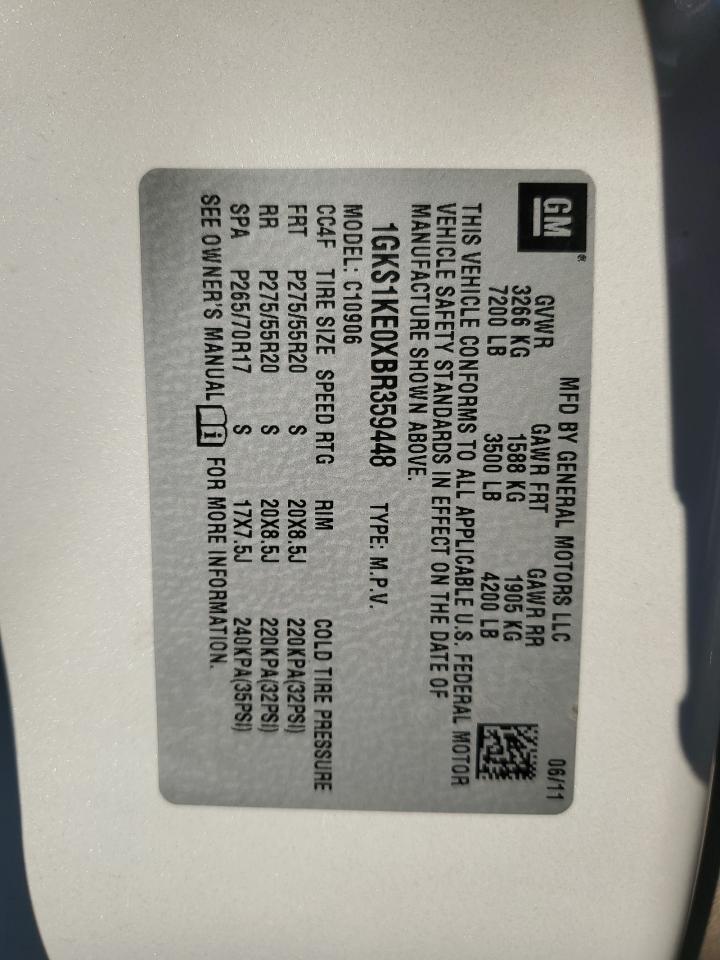 GM®
MFD BY GENERAL MOTORS LLC 06/11
GVWR GAWR FRT GAWR RR
3266 KG 1588 KG 1905 KG
7200 LB 3500 LB 4200 LB
THIS VEHICLE CONFORMS TO ALL APPLICABLE U.S. FEDERAL MOTOR
VEHICLE SAFETY STANDARDS IN EFFECT ON THE DATE OF
MANUFACTURE SHOWN ABOVE.
1GKS1KE0XBR359448 TYPE: M.P.V.
MODEL: C10906
CC4F TIRE SIZE SPEED RTG RIM COLD TIRE PRESSURE
FRT P275/55R20 S 20X8.5J 220KPA(32PSI)
RR P275/55R20 S 20X8.5J 220KPA(32PSI)
SPA P265/70R17 S 17X7.5J 240KPA(35PSI)
SEE OWNER'S MANUAL i FOR MORE INFORMATION.